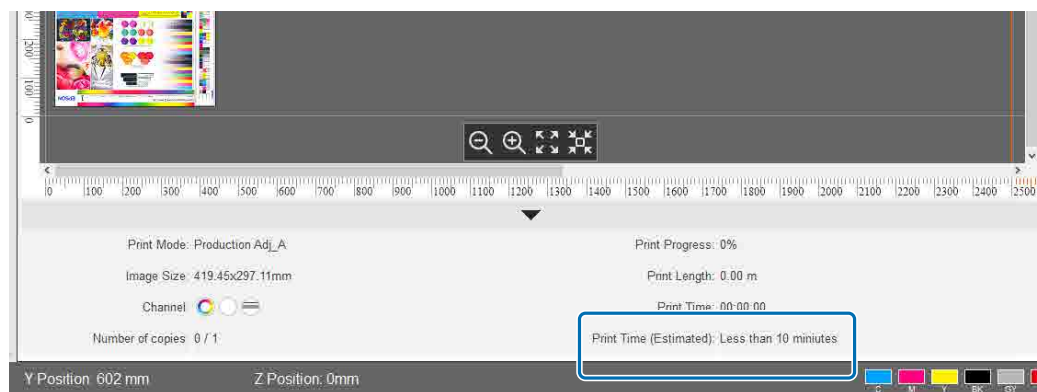 200
100
EPSON
0
0 100 200 300 400 500 600 700 800 900 1000 1100 1200 1300 1400 1500 1600 1700 1800 1900 2000 2100 2200 2300 2400 2500
Print Mode: Production Adj_A
Print Progress: 0%
Image Size: 419.45x297.11mm
Print Length: 0.00 m
Channel
Print Time: 00:00:00
Number of copies 0 / 1
Print Time (Estimated): Less than 10 miniutes
Y Position: 602 mm Z Position: 0mm
C M Y BK GY